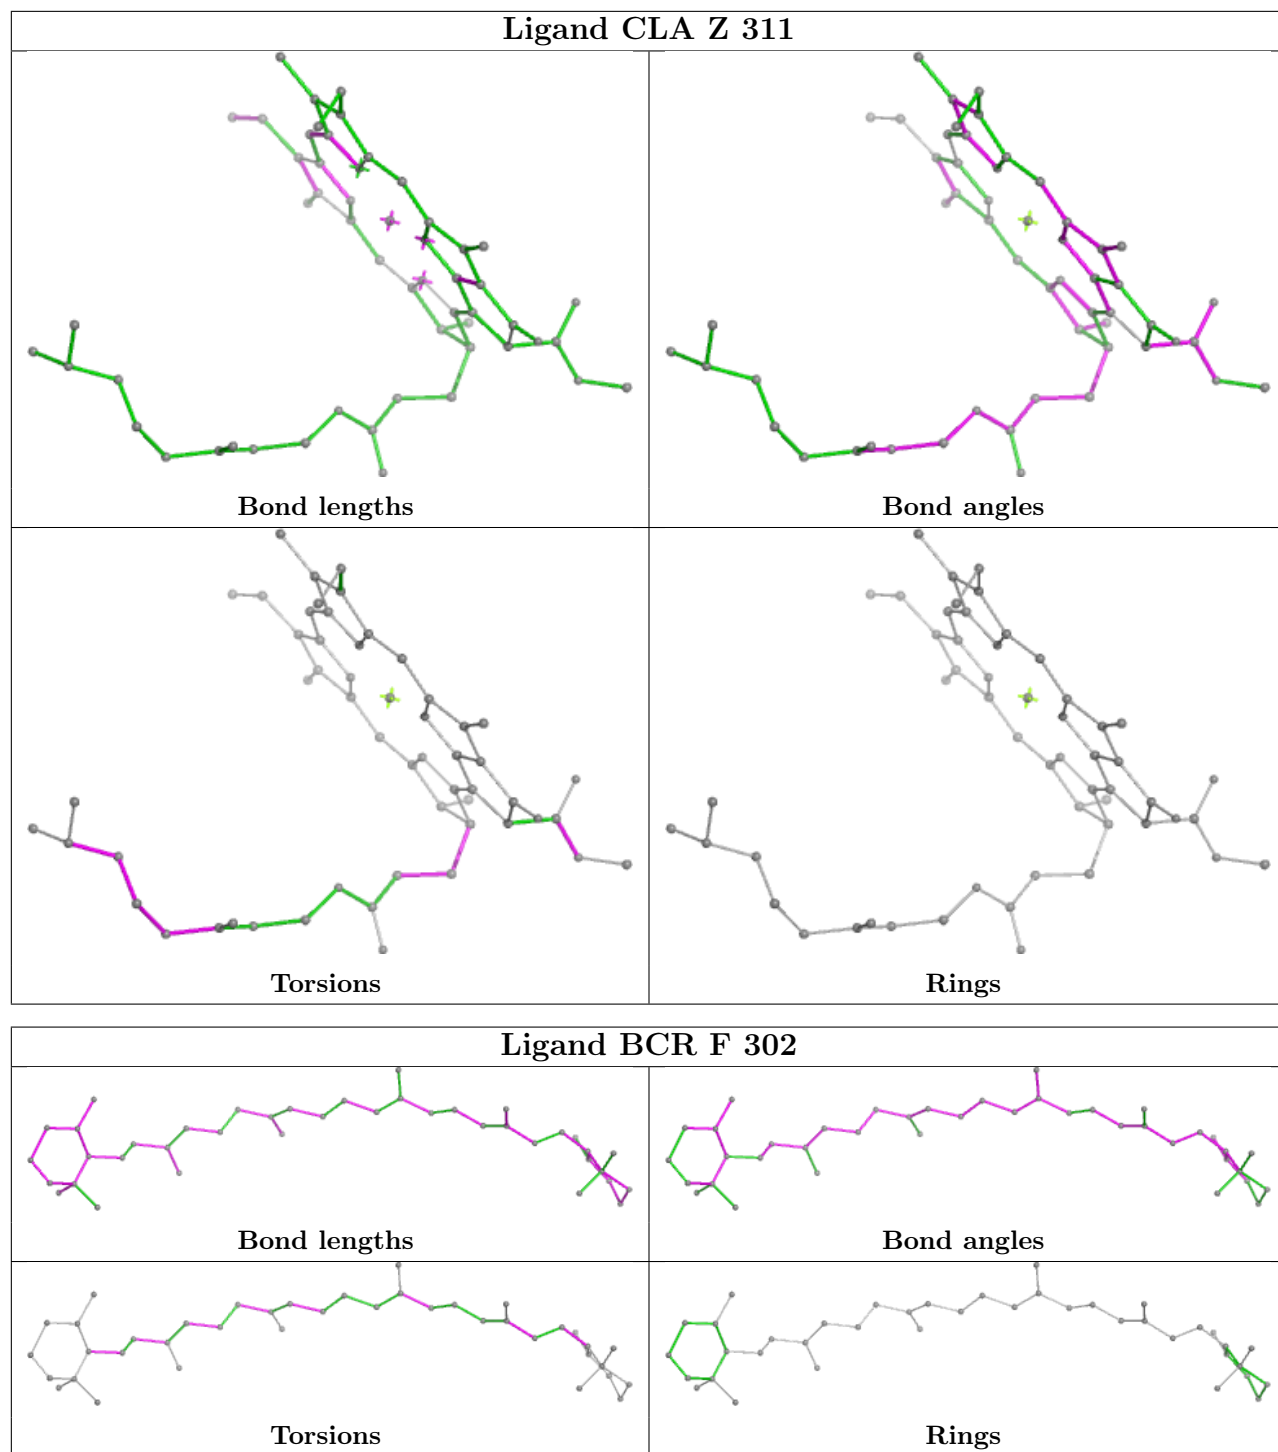 Ligand CLA Z 311
Bond lengths
Bond angles
Torsions
Rings
Ligand BCR F 302
Bond lengths
Bond angles
Torsions
Rings